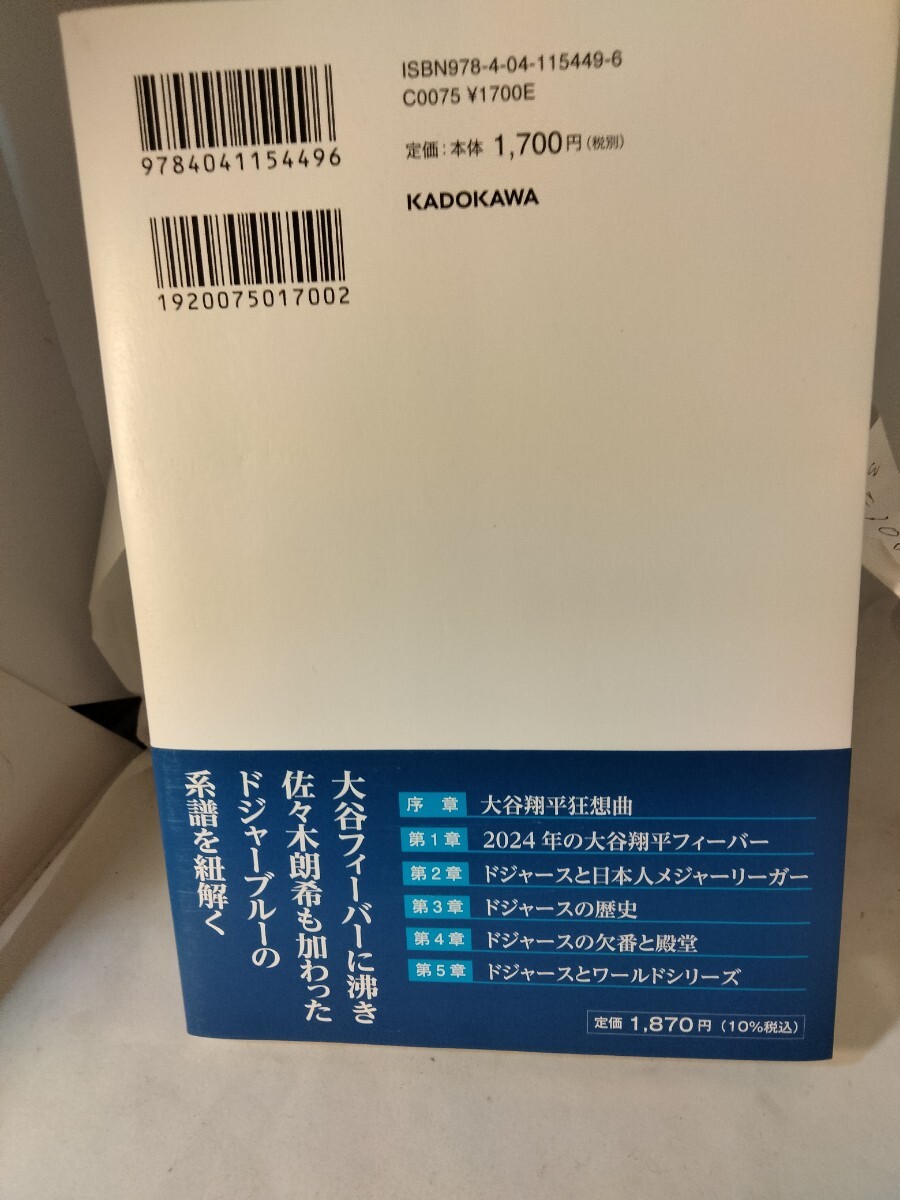 9784041154496
1920075017002
ISBN978-4-04-115449-6
C0075 ¥1700E
定価:本体 1,700円(税別)
KADOKAWA
大谷フィーバーに沸き
佐々木朗希も加わった
ドジャーブルーの
系譜を紐解く
序 章 大谷翔平狂想曲
第1章 2024年の大谷翔平フィーバー
第2章 ドジャースと日本人メジャーリーガー
第3章 ドジャースの歴史
第4章 ドジャースの欠番と殿堂
第5章 ドジャースとワールドシリーズ
定価 1,870円(10%税込)